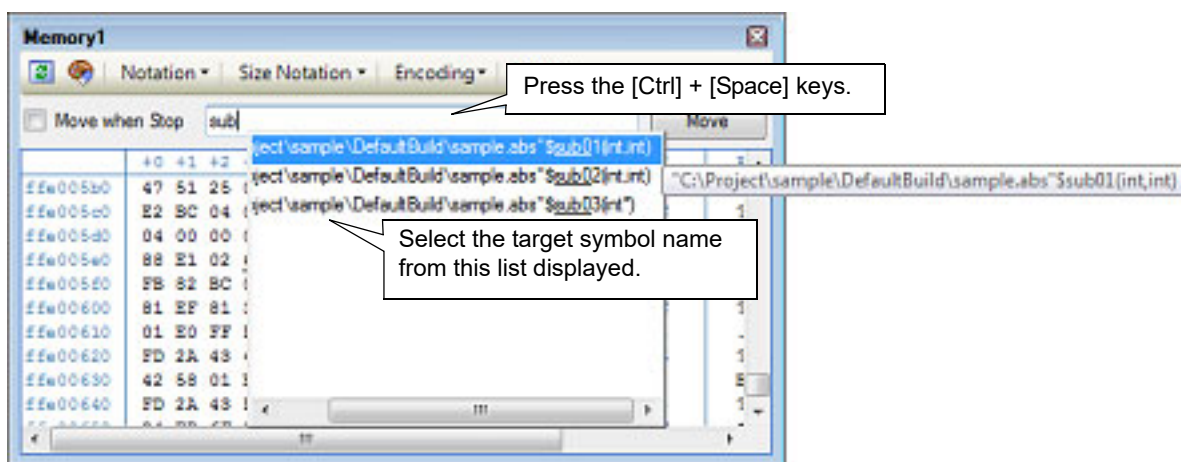 Memory1
Notation Size Notation Encoding
Press the [Ctrl] + [Space] keys.
Move when Stop sub Move
+0 +1 +2
ject\sample\DefaultBuild\sample.abs"$sub01(int,int)
ject\sample\DefaultBuild\sample.abs"$sub02(int,int)
"C:\Project\sample\DefaultBuild\sample.abs"$sub01(int,int)
ject\sample\DefaultBuild\sample.abs"$sub03(int*)
Select the target symbol name
from this list displayed.
ffe005b0 47 51 25
ffe005c0 E2 BC 04
ffe005d0 04 00 00
ffe005e0 88 E1 02
ffe005f0 FB 82 BC
ffe00600 81 EF 81
ffe00610 01 E0 FF
ffe00620 FD 2A 43
ffe00630 42 58 01
ffe00640 FD 2A 43